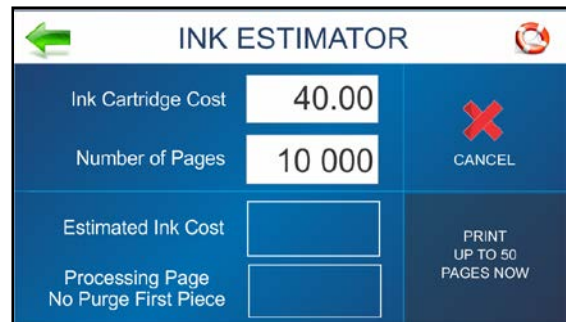 INK ESTIMATOR
Ink Cartridge Cost
40.00
Number of Pages
10 000
CANCEL
Estimated Ink Cost
Processing Page
No Purge First Piece
PRINT
UP TO 50
PAGES NOW